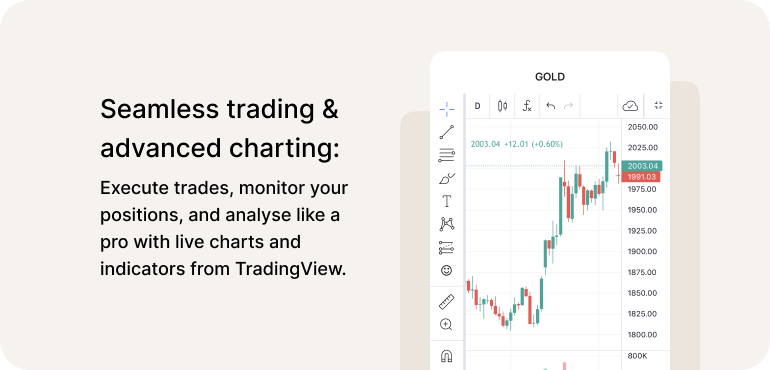 GOLD
Seamless trading &
advanced charting:
Execute trades, monitor your
positions, and analyse like a
pro with live charts and
indicators from TradingView.
D
fx
T
2003.04 +12.01 (+0.60%)
2050.00
2025.00
2003.04
1991.03
1975.00
1950.00
1925.00
1900.00
1875.00
1850.00
1825.00
1800.00
800K